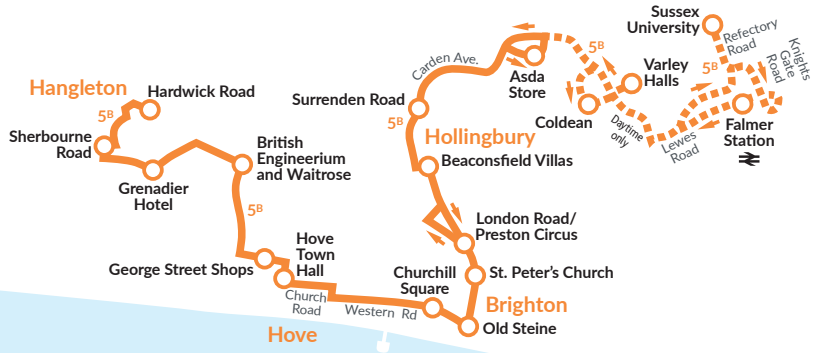 Sussex
University
Refectory
Road
Knights
Gate
Road
5B
5B
Carden Ave.
Varley
Halls
Asda
Store
Hangleton
Hardwick Road
Surrenden Road
5B
5B
Coldean
Daytime
only
Falmer
Station
Lewes
Road
Hollingbury
Sherbourne
Road
British
Engineerium
and Waitrose
Beaconsfield Villas
Grenadier
Hotel
5B
London Road/
Preston Circus
Hove
Town
Hall
George Street Shops
Churchill
Square
St. Peter's Church
Church
Road
Western Rd
Brighton
Old Steine
Hove